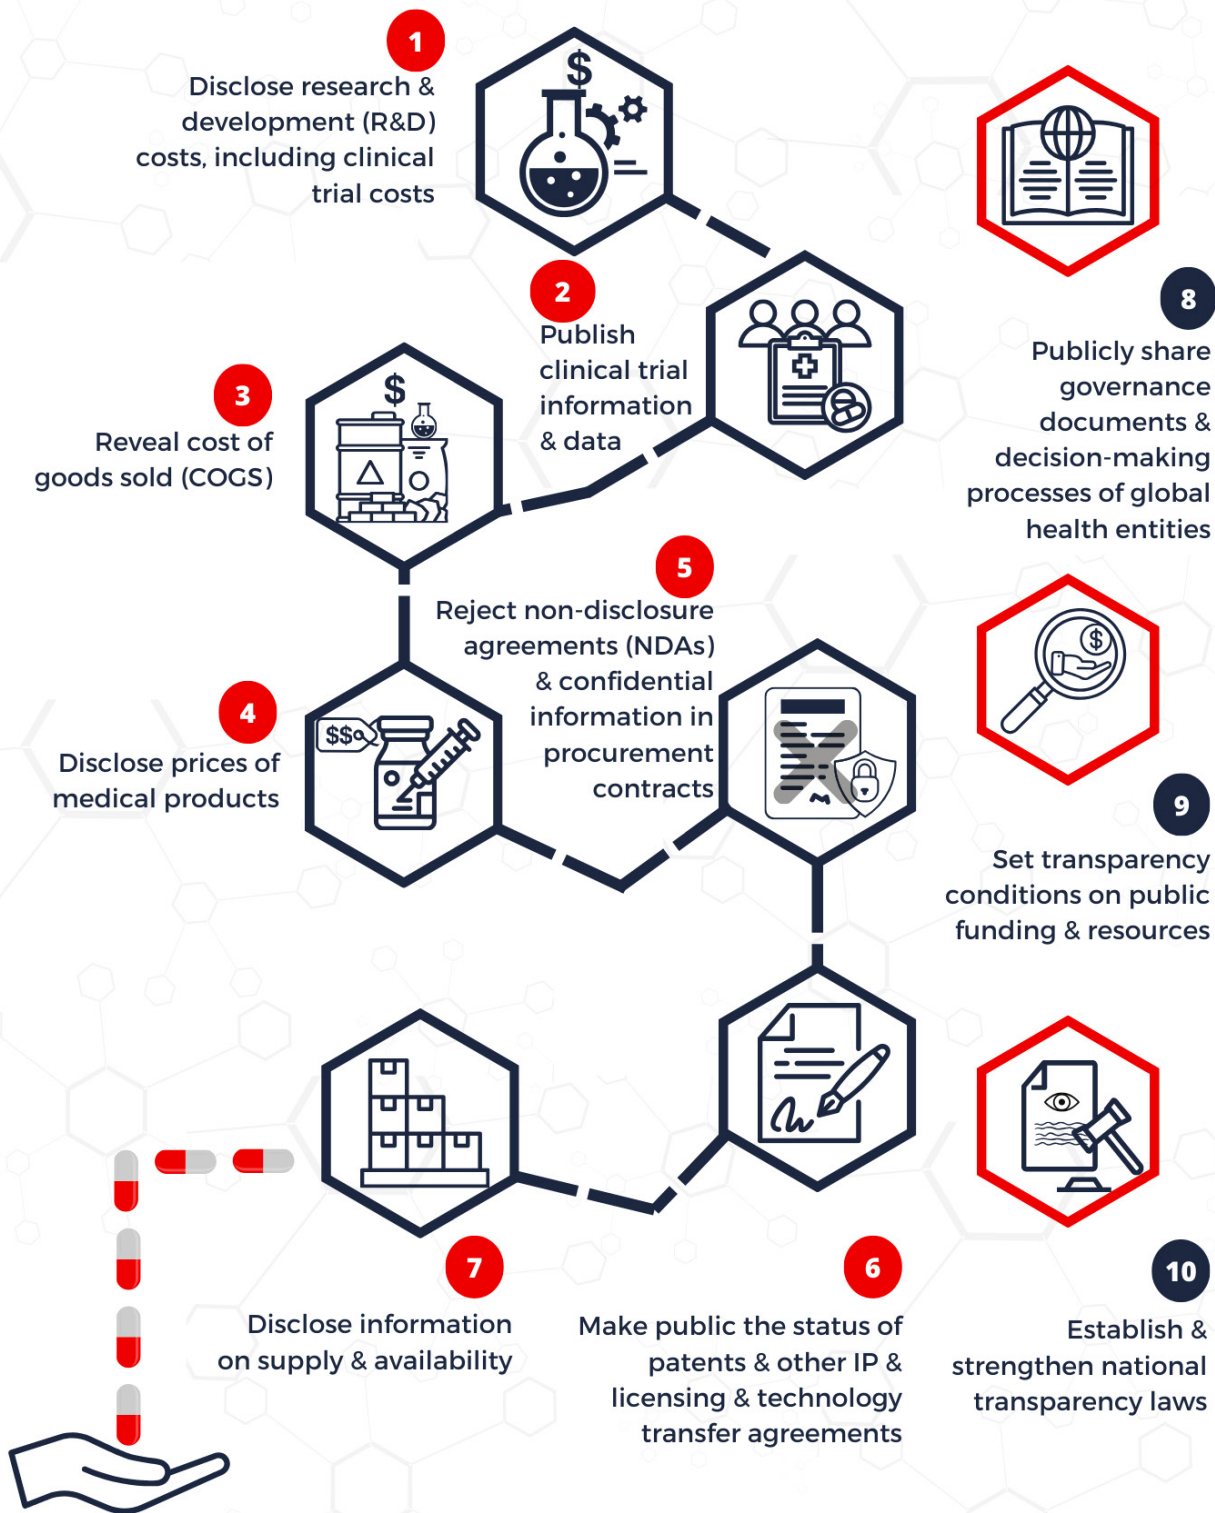 1
Disclose research &
development (R&D)
costs, including clinical
trial costs
$
2
Publish
clinical trial
information
& data
3
Reveal cost of
goods sold (COGS)
$
4
Disclose prices of
medical products
$$
5
Reject non-disclosure
agreements (NDAs)
& confidential
information in
procurement
contracts
6
Make public the status of
patents & other IP &
licensing & technology
transfer agreements
7
Disclose information
on supply & availability
8
Publicly share
governance
documents &
decision-making
processes of global
health entities
$
9
Set transparency
conditions on public
funding & resources
10
Establish &
strengthen national
transparency laws